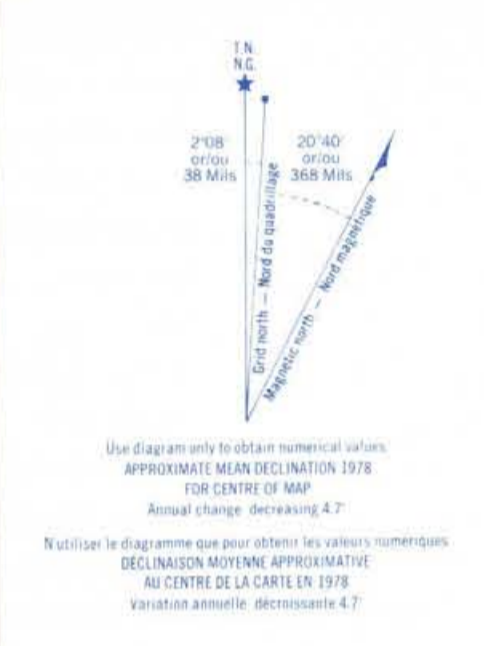 T.N.
N.G.
2°08'
or/ou
38 Mils
20°40'
or/ou
368 Mils
Grid north — Nord du quadrillage
Magnetic north — Nord magnétique
Use diagram only to obtain numerical values
APPROXIMATE MEAN DECLINATION 1978
FOR CENTRE OF MAP
Annual change decreasing 4.7'
N'utiliser le diagramme que pour obtenir les valeurs numériques
DÉCLINAISON MOYENNE APPROXIMATIVE
AU CENTRE DE LA CARTE EN 1978
Variation annuelle décroissante 4.7'